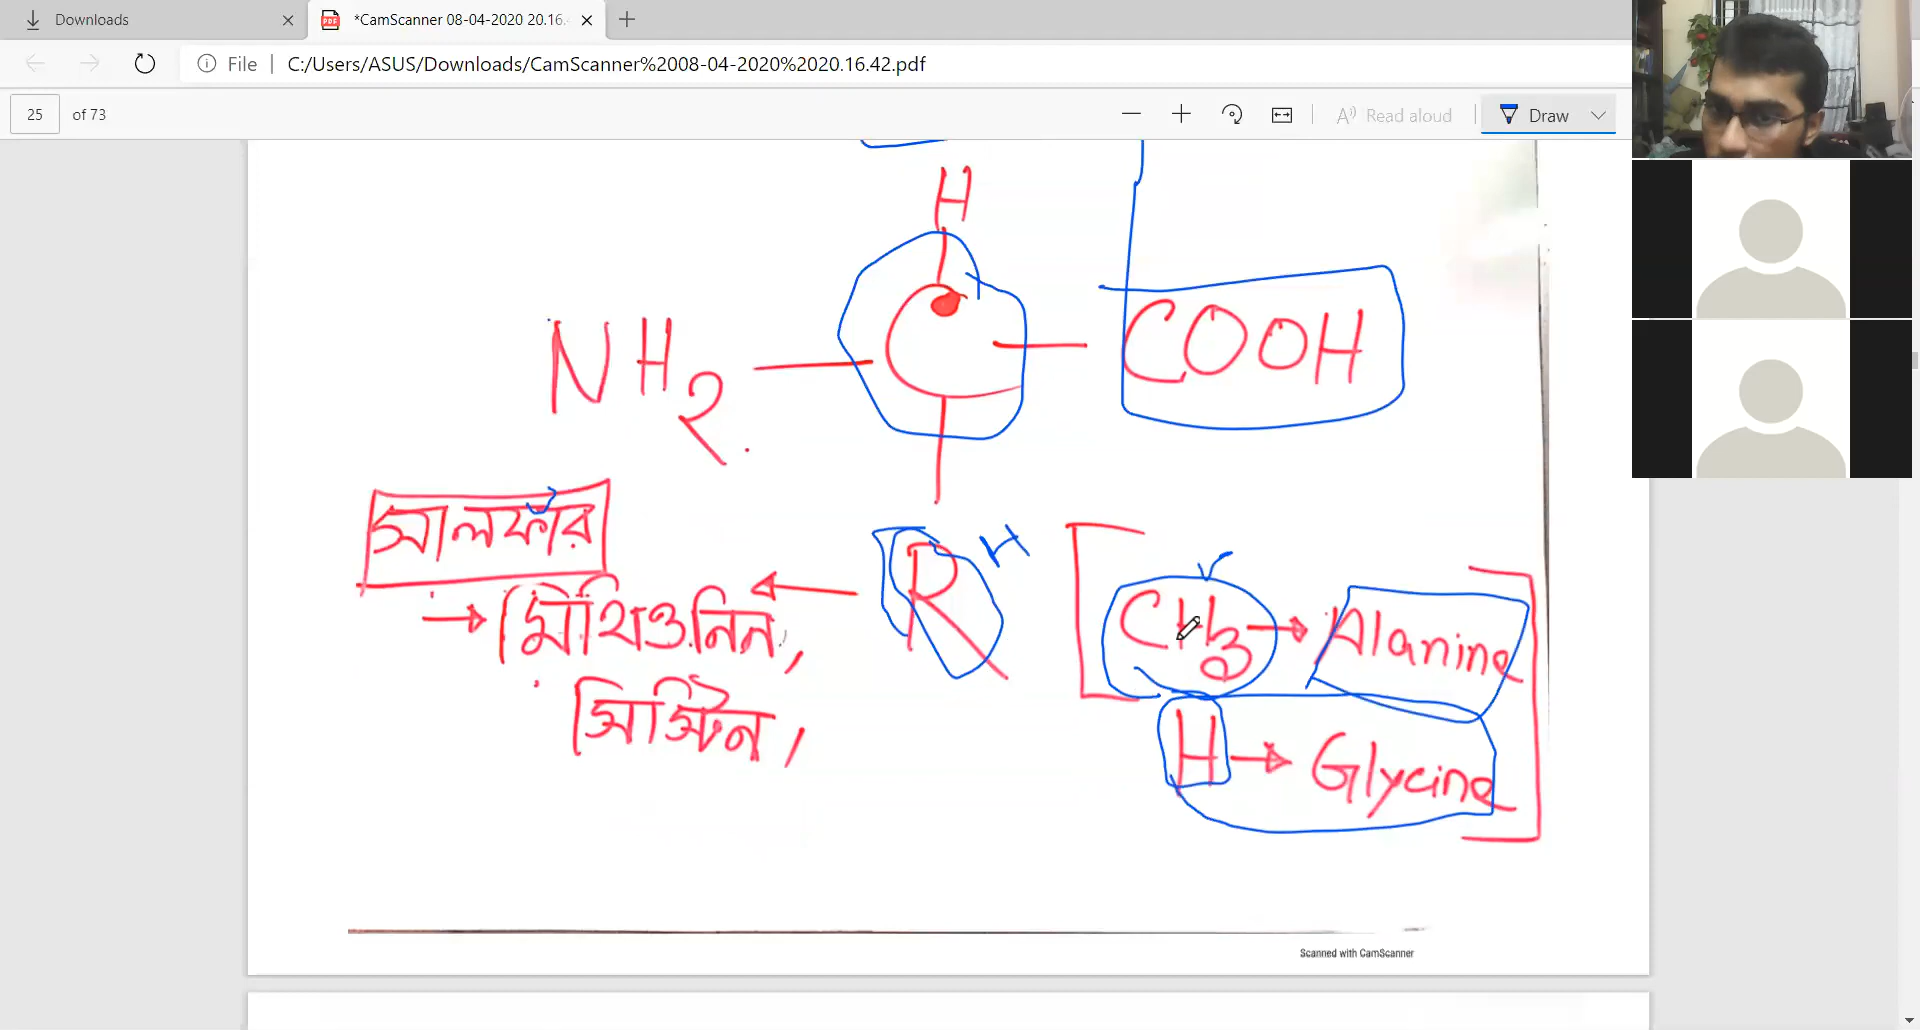 Downloads
*CamScanner 08-04-2020 20.16.
File | C:/Users/ASUS/Downloads/CamScanner%2008-04-2020%2020.16.42.pdf
25 of 73
Read aloud
Draw
H
NH2 C COOH
সালফার
R H
CH3 → Alanine
→ মিথিওনিন,
সিস্টিন,
H → Glycine
Scanned with CamScanner